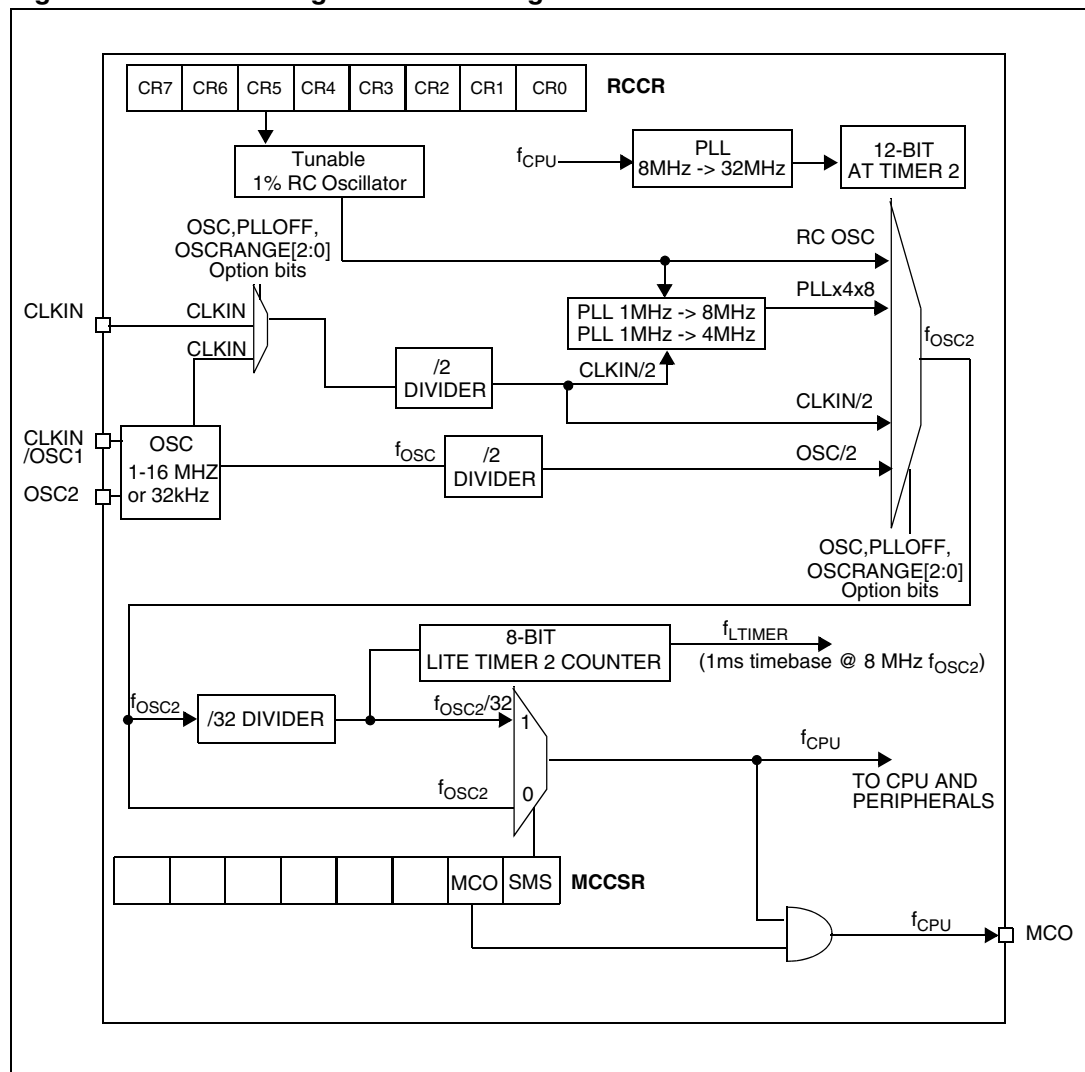 CR7 CR6 CR5 CR4 CR3 CR2 CR1 CR0 RCCR
Tunable
1% RC Oscillator
fCPU
PLL
8MHz -> 32MHz
12-BIT
AT TIMER 2
OSC,PLLOFF,
OSCRANGE[2:0]
Option bits
RC OSC
PLLx4x8
CLKIN
CLKIN
CLKIN
PLL 1MHz -> 8MHz
PLL 1MHz -> 4MHz
fOSC2
/2
DIVIDER
CLKIN/2
CLKIN/2
CLKIN
/OSC1
OSC2
OSC
1-16 MHZ
or 32kHz
fOSC
/2
DIVIDER
OSC/2
OSC,PLLOFF,
OSCRANGE[2:0]
Option bits
8-BIT
LITE TIMER 2 COUNTER
fLTIMER
(1ms timebase @ 8 MHz fOSC2)
fOSC2
/32 DIVIDER
fOSC2/32
1
fCPU
TO CPU AND
PERIPHERALS
fOSC2
0
MCO SMS MCCSR
fCPU
MCO